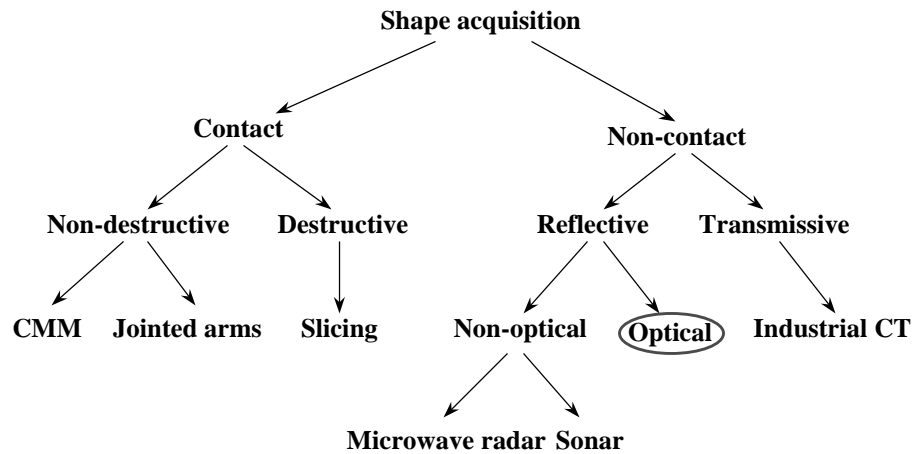 Shape acquisition
Contact
Non-contact
Non-destructive Destructive Reflective Transmissive
CMM Jointed arms Slicing Non-optical Optical Industrial CT
Microwave radar Sonar